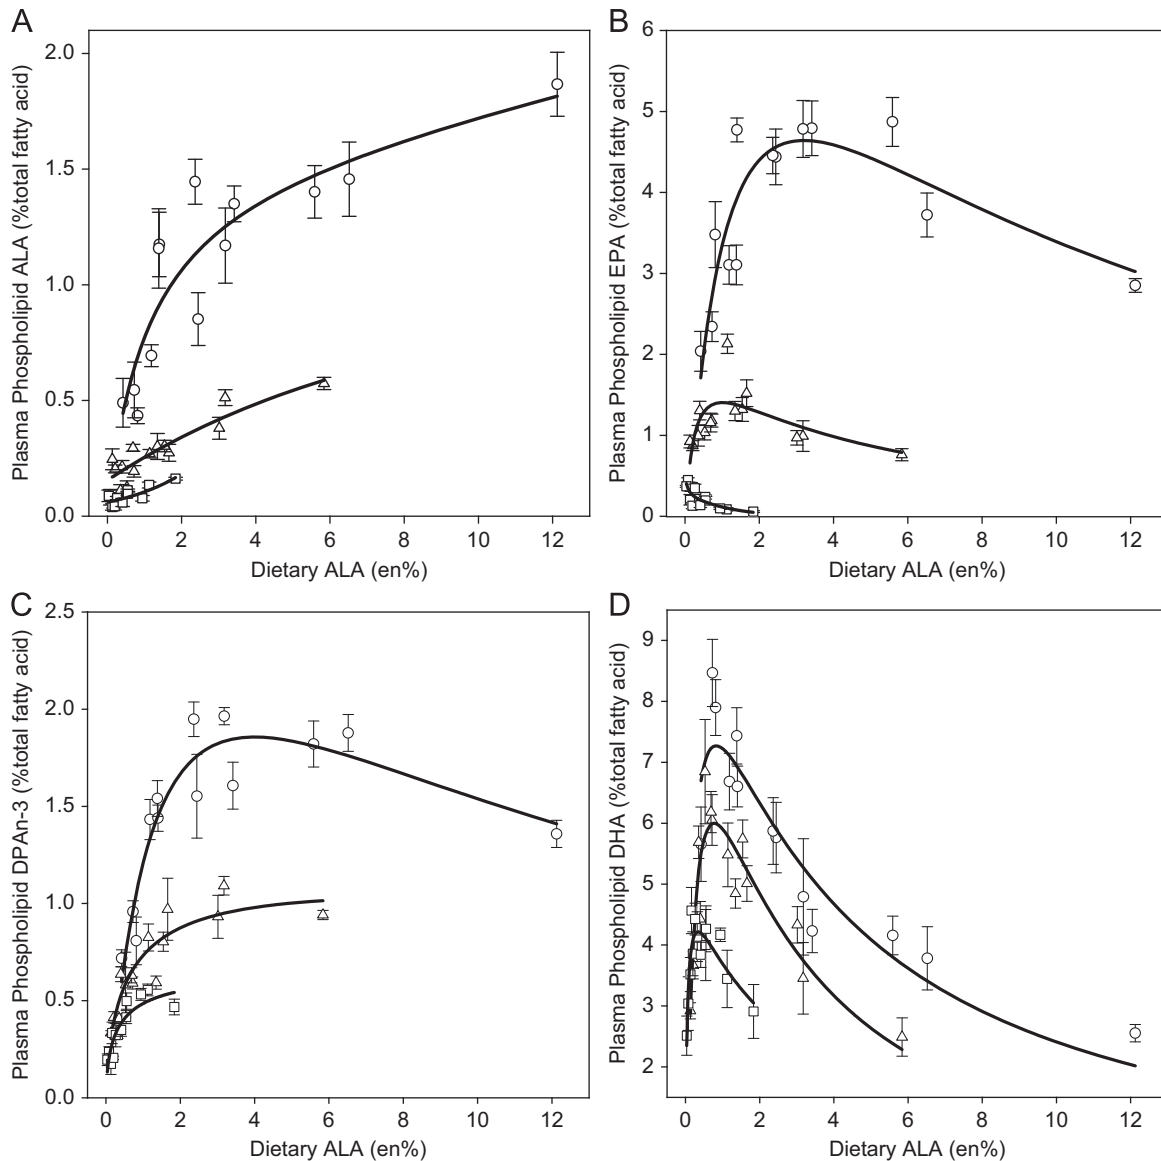 A
Plasma Phospholipid ALA (%total fatty acid)
2.0
1.5
1.0
0.5
0.0
0 2 4 6 8 10 12
Dietary ALA (en%)
B
Plasma Phospholipid EPA (%total fatty acid)
6
5
4
3
2
1
0
0 2 4 6 8 10 12
Dietary ALA (en%)
C
Plasma Phospholipid DPAn-3 (%total fatty acid)
2.5
2.0
1.5
1.0
0.5
0.0
0 2 4 6 8 10 12
Dietary ALA (en%)
D
Plasma Phospholipid DHA (%total fatty acid)
9
8
7
6
5
4
3
2
0 2 4 6 8 10 12
Dietary ALA (en%)